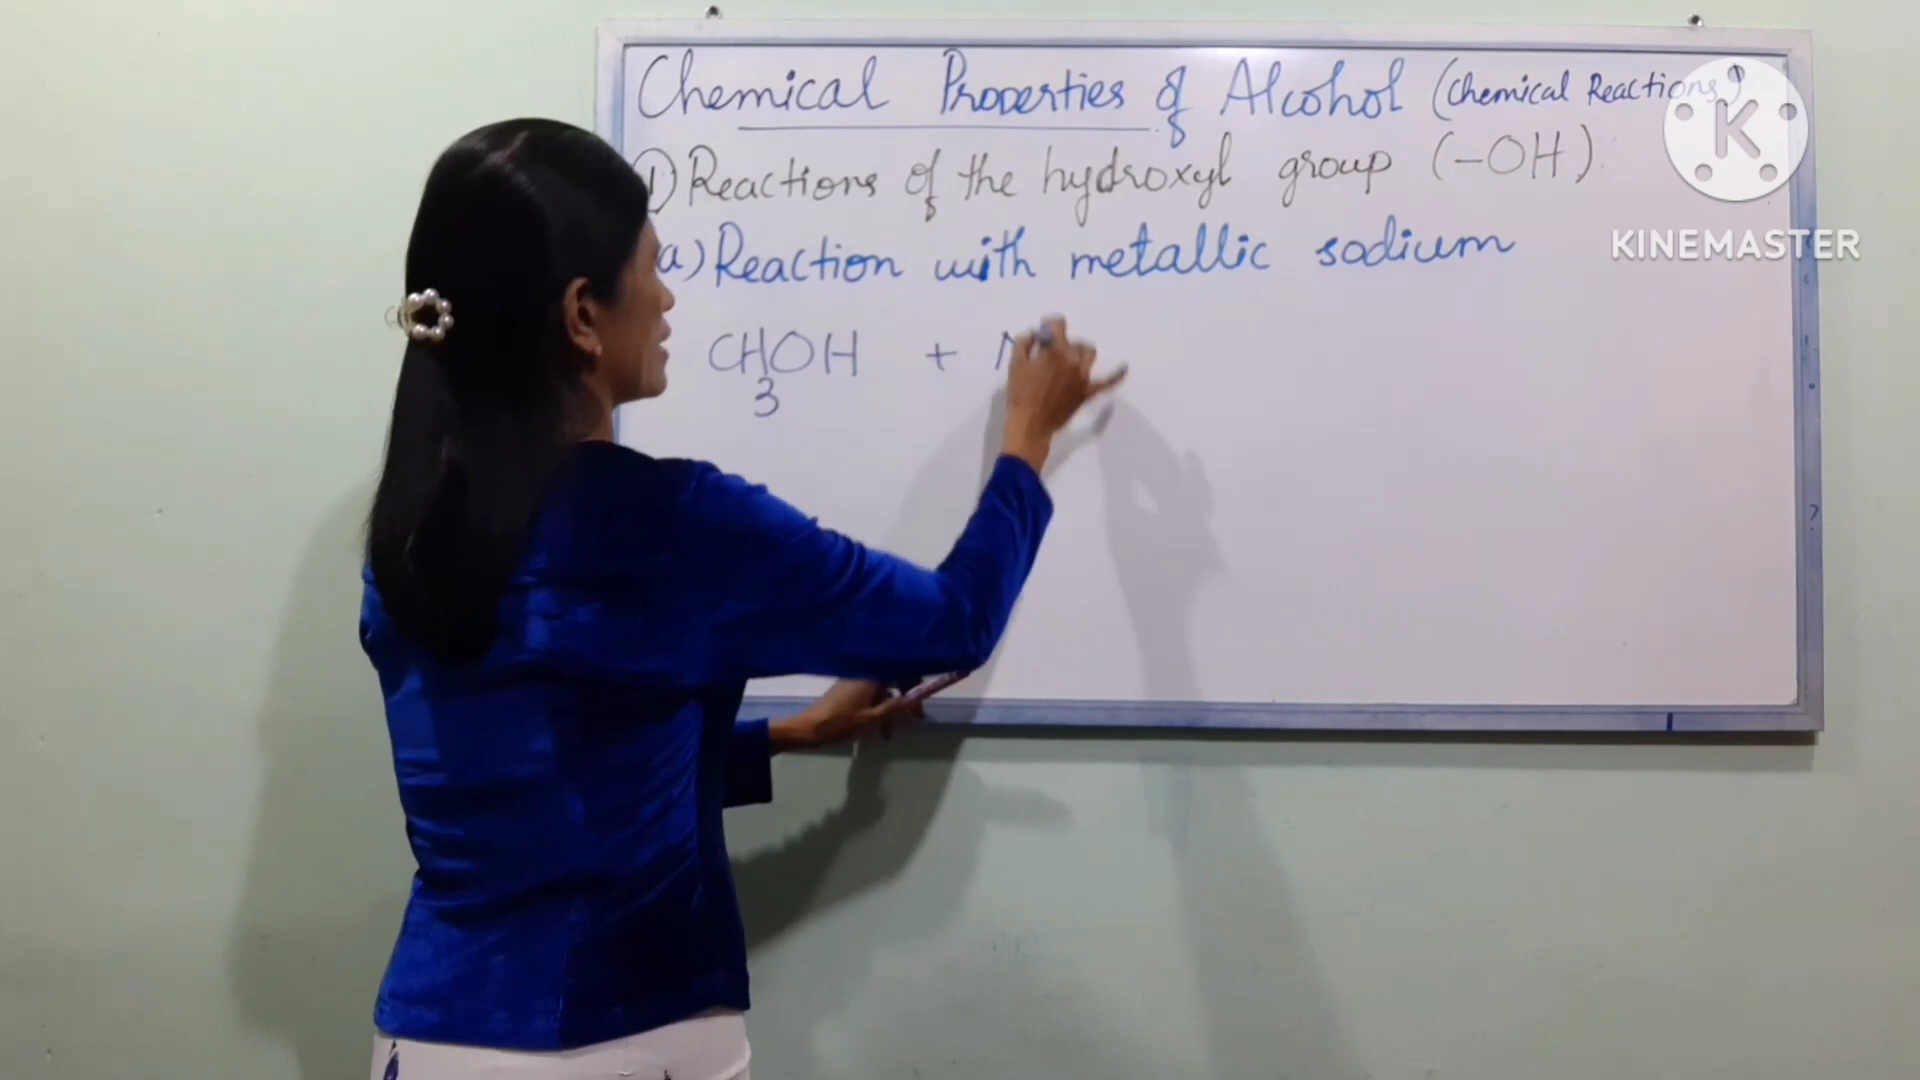 Chemical Properties of Alcohol (Chemical Reactions)
1) Reactions of the hydroxyl group (-OH)
a) Reaction with metallic sodium
CH₃OH + N
K
KINEMASTER